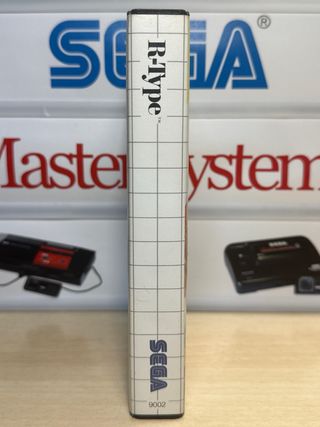 SEGA®
Master System
R-Type™
SEGA
9002